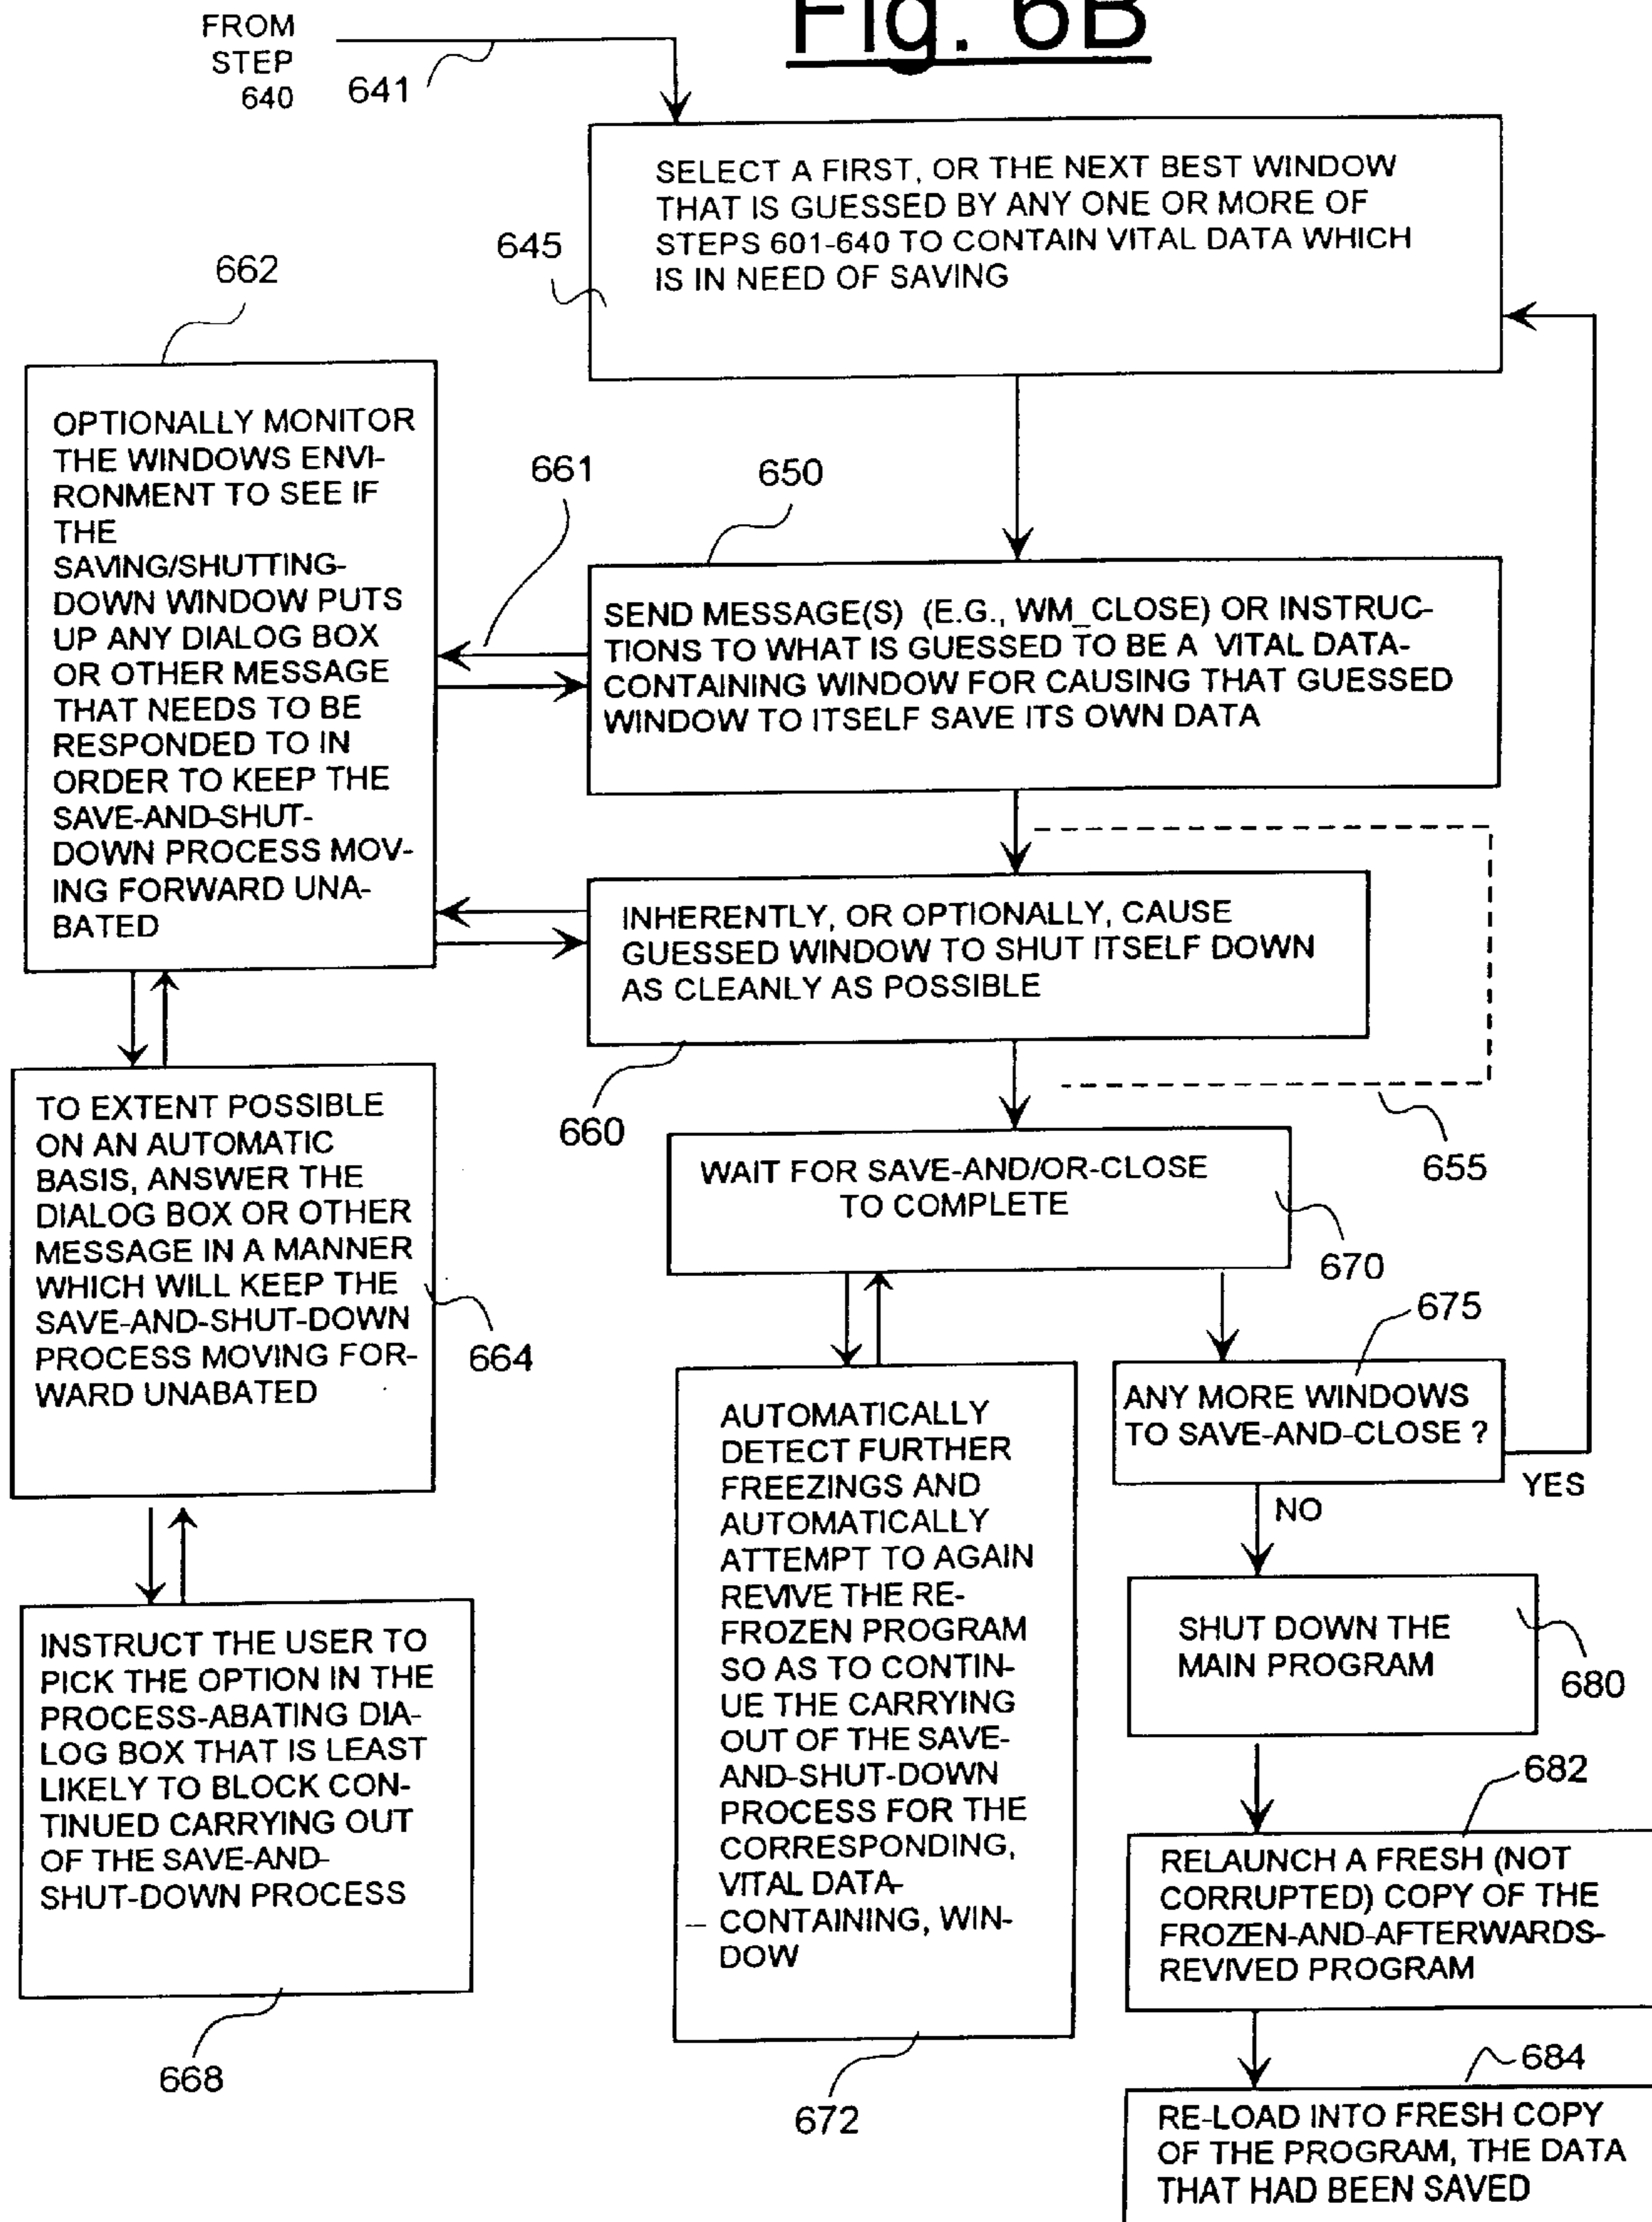 Fig. 6B
FROM
STEP
640
641
SELECT A FIRST, OR THE NEXT BEST WINDOW
THAT IS GUESSED BY ANY ONE OR MORE OF
STEPS 601-640 TO CONTAIN VITAL DATA WHICH
IS IN NEED OF SAVING
645
662
OPTIONALLY MONITOR
THE WINDOWS ENVI-
RONMENT TO SEE IF
THE
SAVING/SHUTTING-
DOWN WINDOW PUTS
UP ANY DIALOG BOX
OR OTHER MESSAGE
THAT NEEDS TO BE
RESPONDED TO IN
ORDER TO KEEP THE
SAVE-AND-SHUT-
DOWN PROCESS MOV-
ING FORWARD UNA-
BATED
661
650
SEND MESSAGE(S) (E.G., WM_CLOSE) OR INSTRUC-
TIONS TO WHAT IS GUESSED TO BE A VITAL DATA-
CONTAINING WINDOW FOR CAUSING THAT GUESSED
WINDOW TO ITSELF SAVE ITS OWN DATA
INHERENTLY, OR OPTIONALLY, CAUSE
GUESSED WINDOW TO SHUT ITSELF DOWN
AS CLEANLY AS POSSIBLE
660
655
TO EXTENT POSSIBLE
ON AN AUTOMATIC
BASIS, ANSWER THE
DIALOG BOX OR OTHER
MESSAGE IN A MANNER
WHICH WILL KEEP THE
SAVE-AND-SHUT-DOWN
PROCESS MOVING FOR-
WARD UNABATED
664
WAIT FOR SAVE-AND/OR-CLOSE
TO COMPLETE
670
675
ANY MORE WINDOWS
TO SAVE-AND-CLOSE ?
YES
NO
AUTOMATICALLY
DETECT FURTHER
FREEZINGS AND
AUTOMATICALLY
ATTEMPT TO AGAIN
REVIVE THE RE-
FROZEN PROGRAM
SO AS TO CONTIN-
UE THE CARRYING
OUT OF THE SAVE-
AND-SHUT-DOWN
PROCESS FOR THE
CORRESPONDING,
VITAL DATA-
CONTAINING, WIN-
DOW
672
INSTRUCT THE USER TO
PICK THE OPTION IN THE
PROCESS-ABATING DIA-
LOG BOX THAT IS LEAST
LIKELY TO BLOCK CON-
TINUED CARRYING OUT
OF THE SAVE-AND-
SHUT-DOWN PROCESS
668
SHUT DOWN THE
MAIN PROGRAM
680
682
RELAUNCH A FRESH (NOT
CORRUPTED) COPY OF THE
FROZEN-AND-AFTERWARDS-
REVIVED PROGRAM
684
RE-LOAD INTO FRESH COPY
OF THE PROGRAM, THE DATA
THAT HAD BEEN SAVED